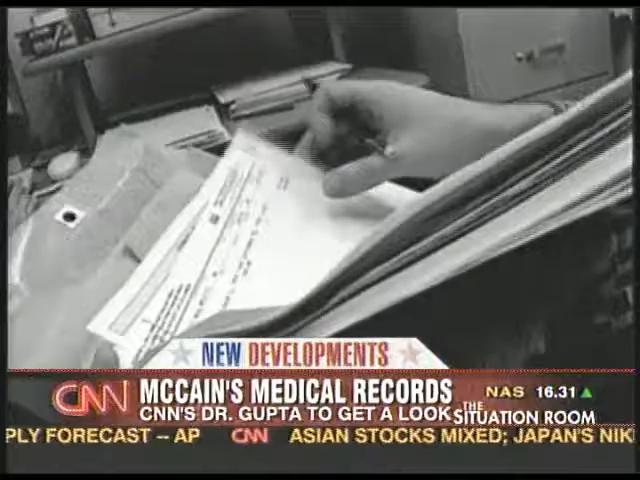 NEW DEVELOPMENTS
CNN
MCCAIN'S MEDICAL RECORDS
NAS 16.31
CNN'S DR. GUPTA TO GET A LOOK
THE SITUATION ROOM
PLY FORECAST -- AP CNN ASIAN STOCKS MIXED; JAPAN'S NIK